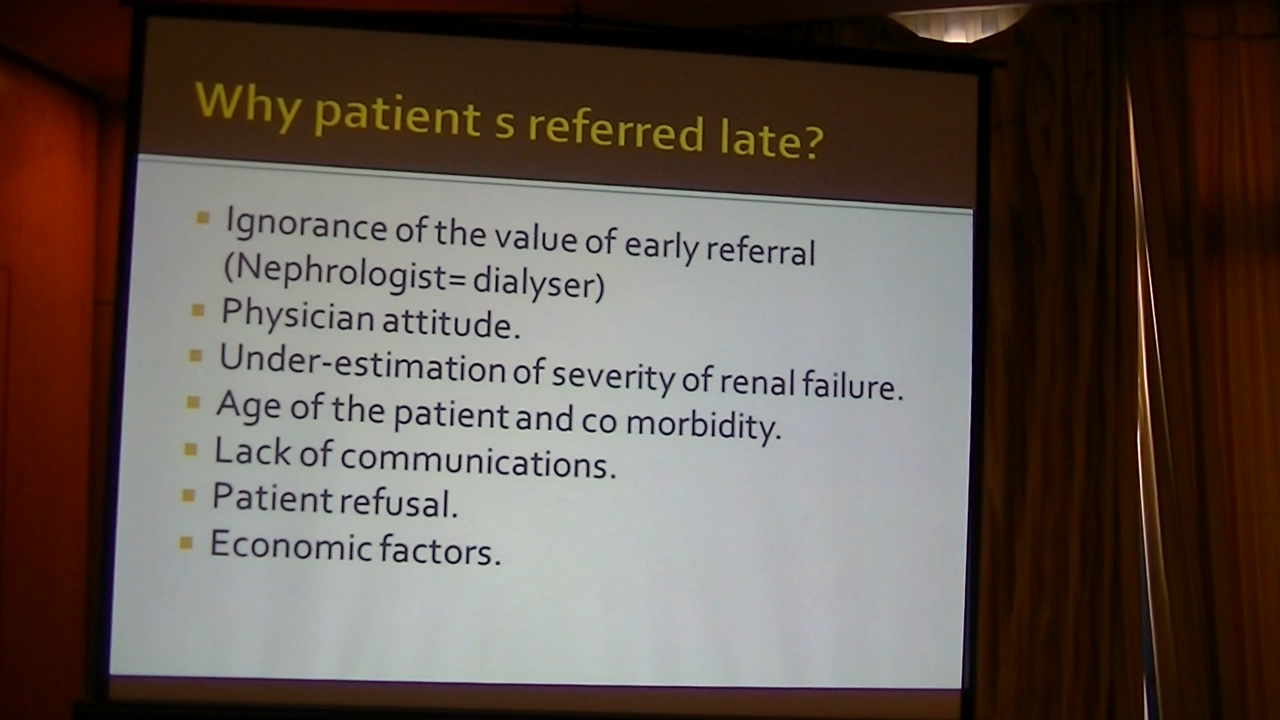 Why patient s referred late?
Ignorance of the value of early referral
(Nephrologist= dialyser)
Physician attitude.
Under-estimation of severity of renal failure.
Age of the patient and co morbidity.
Lack of communications.
Patient refusal.
Economic factors.